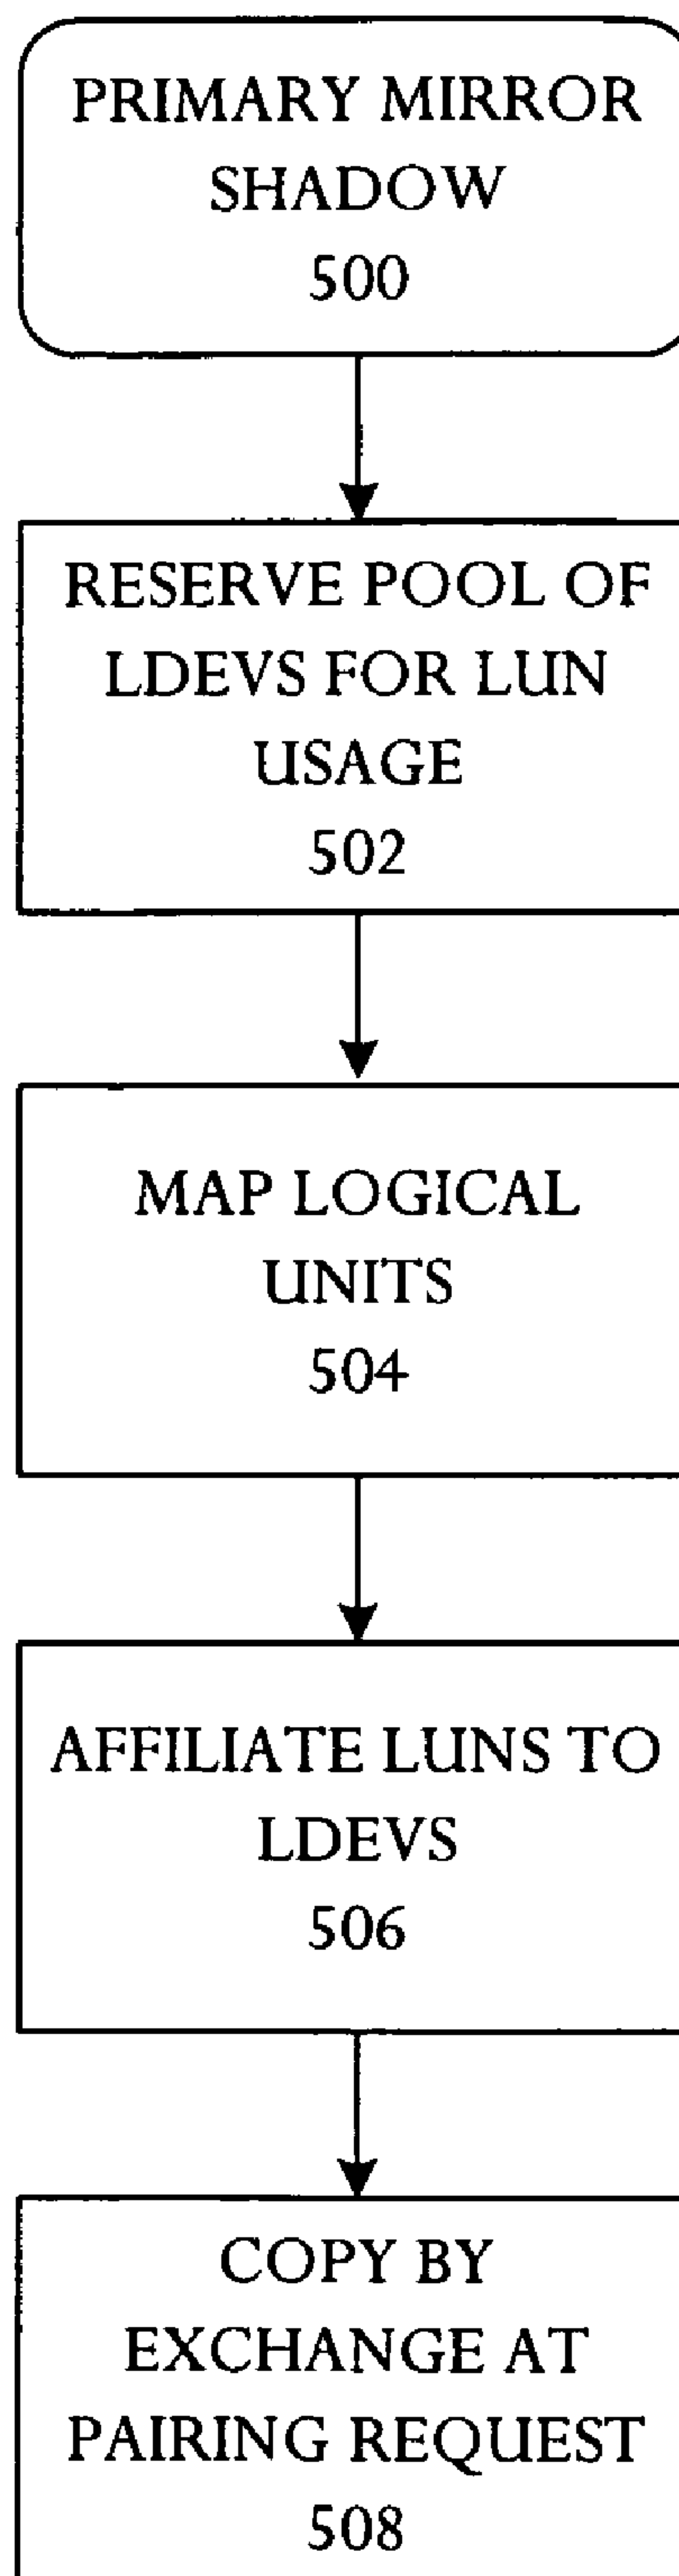 PRIMARY MIRROR
SHADOW
500
RESERVE POOL OF
LDEVS FOR LUN
USAGE
502
MAP LOGICAL
UNITS
504
AFFILIATE LUNS TO
LDEVS
506
COPY BY
EXCHANGE AT
PAIRING REQUEST
508